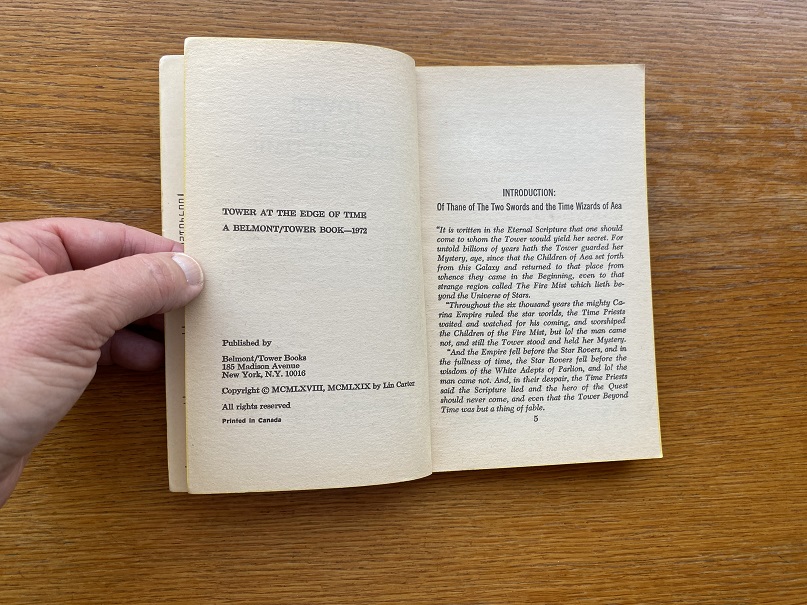 TOWER AT THE EDGE OF TIME
A BELMONT/TOWER BOOK—1972
Published by
Belmont/Tower Books
185 Madison Avenue
New York, N.Y. 10016
Copyright © MCMLXVIII, MCMLXIX by Lin Carter
All rights reserved
Printed in Canada
INTRODUCTION:
Of Thane of The Two Swords and the Time Wizards of Aea
"It is written in the Eternal Scripture that one should
come to whom the Tower would yield her secret. For
untold billions of years hath the Tower guarded her
Mystery, aye, since that the Children of Aea set forth
from this Galaxy and returned to that place from
whence they came in the Beginning, even to that
strange region called The Fire Mist which lieth be-
yond the Universe of Stars.
"Throughout the six thousand years the mighty Ca-
rina Empire ruled the star worlds, the Time Priests
waited and watched for his coming, and worshiped
the Children of the Fire Mist, but lo! the man came
not, and still the Tower stood and held her Mystery.
"And the Empire fell before the Star Rovers, and in
the fullness of time, the Star Rovers fell before the
wisdom of the White Adepts of Parlion, and lo! the
man came not. And, in their despair, the Time Priests
said the Scripture lied and the hero of the Quest
should never come, and even that the Tower Beyond
Time was but a thing of fable.
5